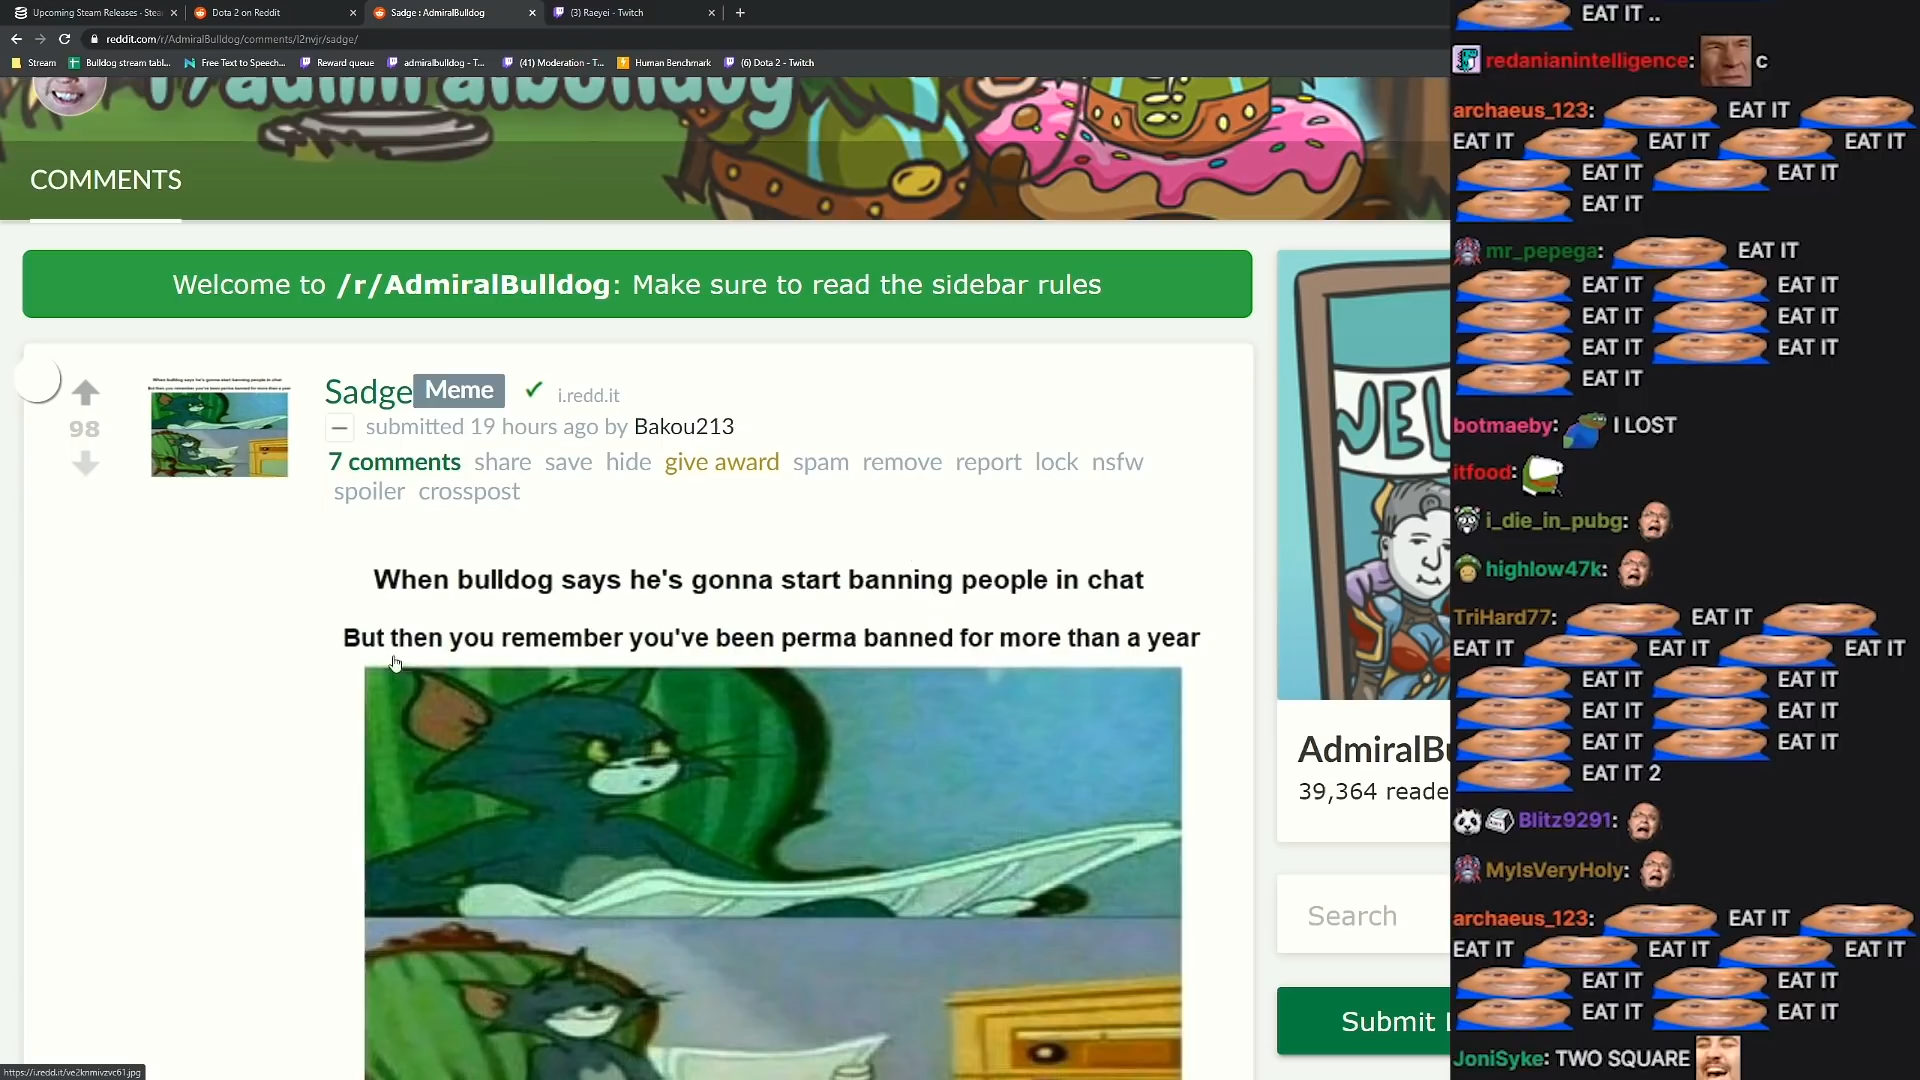 Upcoming Steam Releases - Stea
Dota 2 on Reddit
Sadge : AdmiralBulldog
(3) Raeyei - Twitch
reddit.com/r/AdmiralBulldog/comments/l2nvjr/sadge/
Stream
Bulldog stream tabl...
Free Text to Speech...
Reward queue
admiralbulldog - T...
(41) Moderation - T...
Human Benchmark
(6) Dota 2 - Twitch
r/admiralbulldog
COMMENTS
Welcome to /r/AdmiralBulldog: Make sure to read the sidebar rules
98
Sadge Meme ✓ i.redd.it
submitted 19 hours ago by Bakou213
7 comments share save hide give award spam remove report lock nsfw
spoiler crosspost
When bulldog says he's gonna start banning people in chat
But then you remember you've been perma banned for more than a year
WEL
AdmiralBu
39,364 reade
Search
Submit
https://i.redd.it/ve2knmivzvc61.jpg
EAT IT ..
redanianintelligence: c
archaeus_123: EAT IT
EAT IT EAT IT EAT IT
EAT IT EAT IT
EAT IT
mr_pepega: EAT IT
EAT IT EAT IT
EAT IT EAT IT
EAT IT EAT IT
EAT IT
botmaeby: I LOST
itfood:
i_die_in_pubg:
highlow47k:
TriHard77: EAT IT
EAT IT EAT IT EAT IT
EAT IT EAT IT
EAT IT EAT IT
EAT IT EAT IT
EAT IT 2
Blitz9291:
MyIsVeryHoly:
archaeus_123: EAT IT
EAT IT EAT IT EAT IT
EAT IT EAT IT
EAT IT EAT IT
JoniSyke: TWO SQUARE